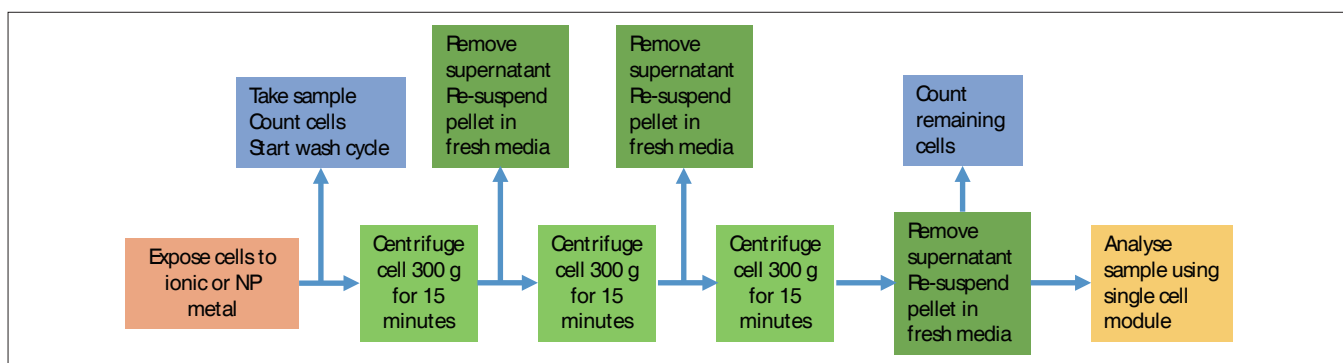 Take sample
Count cells
Start wash cycle
Remove
supernatant
Re-suspend
pellet in
fresh media
Remove
supernatant
Re-suspend
pellet in
fresh media
Count
remaining
cells
Expose cells to
ionic or NP
metal
Centrifuge
cell 300 g
for 15
minutes
Centrifuge
cell 300 g
for 15
minutes
Centrifuge
cell 300 g
for 15
minutes
Remove
supernatant
Re-suspend
pellet in
fresh media
Analyse
sample using
single cell
module